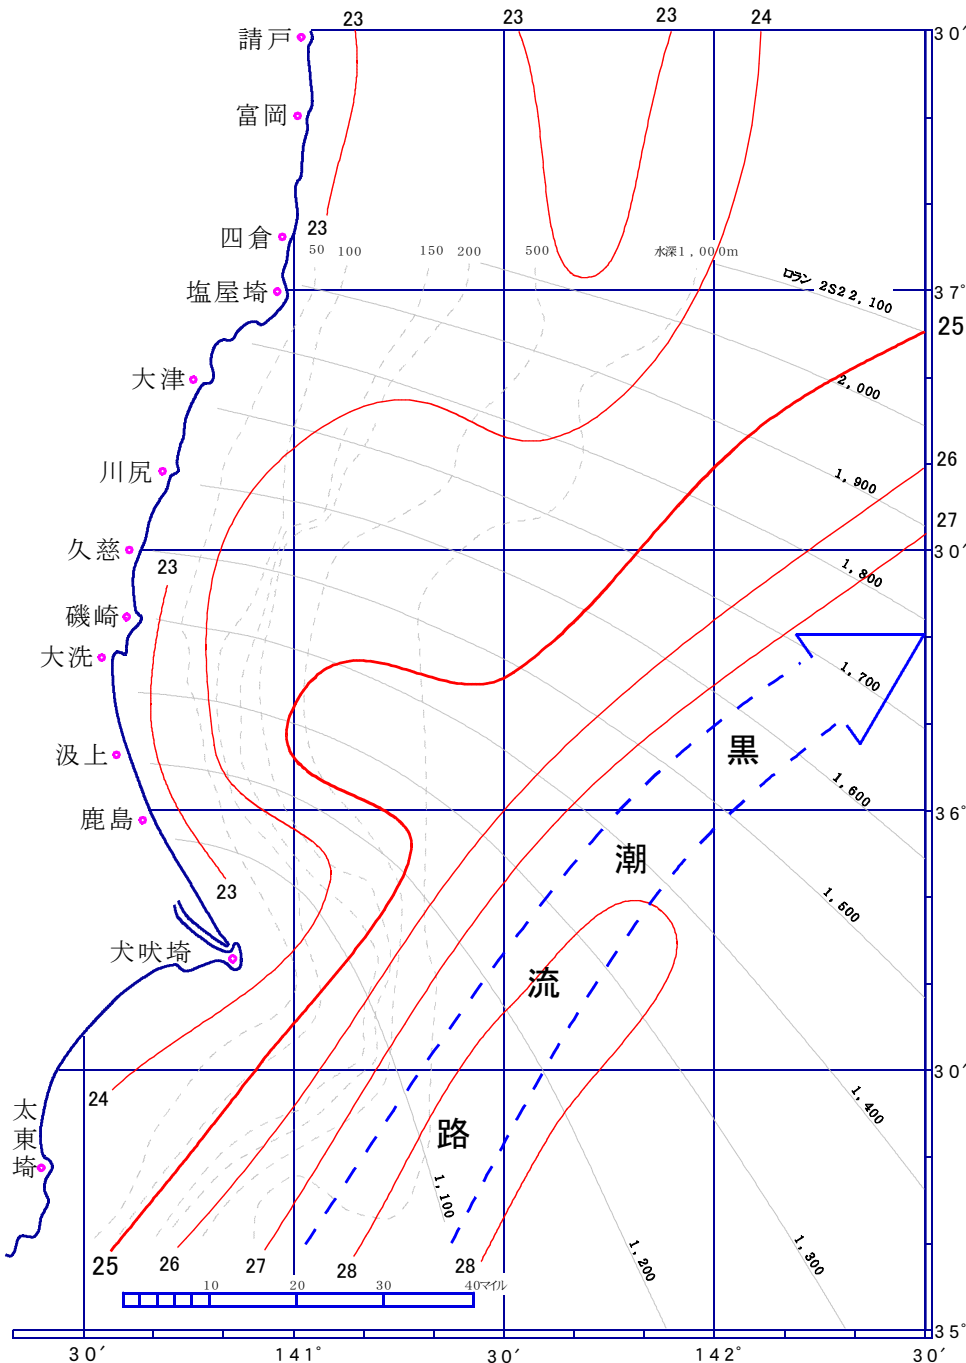 23
23
23
24
請戸
30′
富岡
四倉
23
50
100
150
200
500
水深1,000m
塩屋埼
ロラン 2S2 2,100
37°
25
大津
2,000
川尻
1,900
26
27
久慈
30′
23
1,800
磯崎
大洗
1,700
汲上
黒
1,600
鹿島
36°
潮
23
1,500
犬吠埼
流
30′
24
1,400
太東埼
路
1,100
1,200
1,300
25
26
27
28
28
10
20
30
40マイル
35°
30′
141°
30′
142°
30′